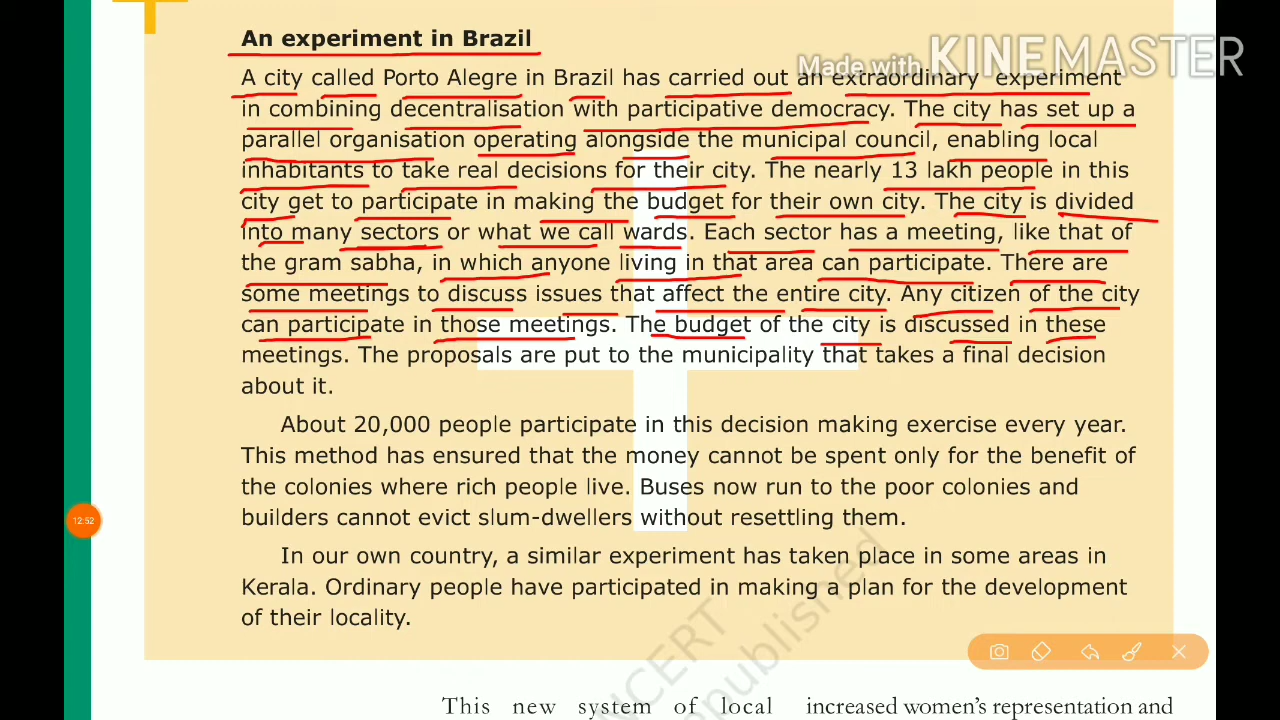 An experiment in Brazil
Made with KINEMASTER
A city called Porto Alegre in Brazil has carried out an extraordinary experiment
in combining decentralisation with participative democracy. The city has set up a
parallel organisation operating alongside the municipal council, enabling local
inhabitants to take real decisions for their city. The nearly 13 lakh people in this
city get to participate in making the budget for their own city. The city is divided
into many sectors or what we call wards. Each sector has a meeting, like that of
the gram sabha, in which anyone living in that area can participate. There are
some meetings to discuss issues that affect the entire city. Any citizen of the city
can participate in those meetings. The budget of the city is discussed in these
meetings. The proposals are put to the municipality that takes a final decision
about it.
About 20,000 people participate in this decision making exercise every year.
This method has ensured that the money cannot be spent only for the benefit of
the colonies where rich people live. Buses now run to the poor colonies and
12:52
builders cannot evict slum-dwellers without resettling them.
In our own country, a similar experiment has taken place in some areas in
Kerala. Ordinary people have participated in making a plan for the development
of their locality.
NCERT
republished
This new system of local
increased women's representation and